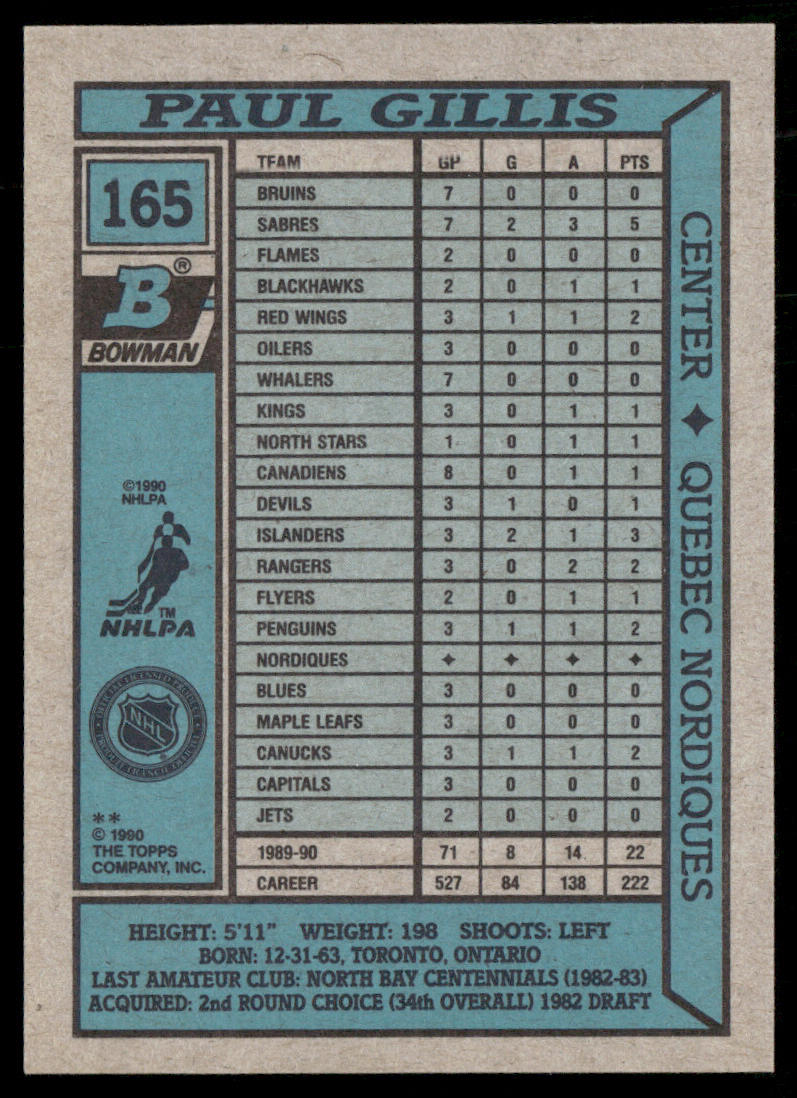 PAUL GILLIS
165
B®
BOWMAN
©1990
NHLPA
TM
NHLPA
NHL
**
© 1990
THE TOPPS
COMPANY, INC.
TEAM GP G A PTS
BRUINS 7 0 0 0
SABRES 7 2 3 5
FLAMES 2 0 0 0
BLACKHAWKS 2 0 1 1
RED WINGS 3 1 1 2
OILERS 3 0 0 0
WHALERS 7 0 0 0
KINGS 3 0 1 1
NORTH STARS 1 0 1 1
CANADIENS 8 0 1 1
DEVILS 3 1 0 1
ISLANDERS 3 2 1 3
RANGERS 3 0 2 2
FLYERS 2 0 1 1
PENGUINS 3 1 1 2
NORDIQUES ✦ ✦ ✦ ✦
BLUES 3 0 0 0
MAPLE LEAFS 3 0 0 0
CANUCKS 3 1 1 2
CAPITALS 3 0 0 0
JETS 2 0 0 0
1989-90 71 8 14 22
CAREER 527 84 138 222
CENTER ✦ QUEBEC NORDIQUES
HEIGHT: 5'11" WEIGHT: 198 SHOOTS: LEFT
BORN: 12-31-63, TORONTO, ONTARIO
LAST AMATEUR CLUB: NORTH BAY CENTENNIALS (1982-83)
ACQUIRED: 2nd ROUND CHOICE (34th OVERALL) 1982 DRAFT